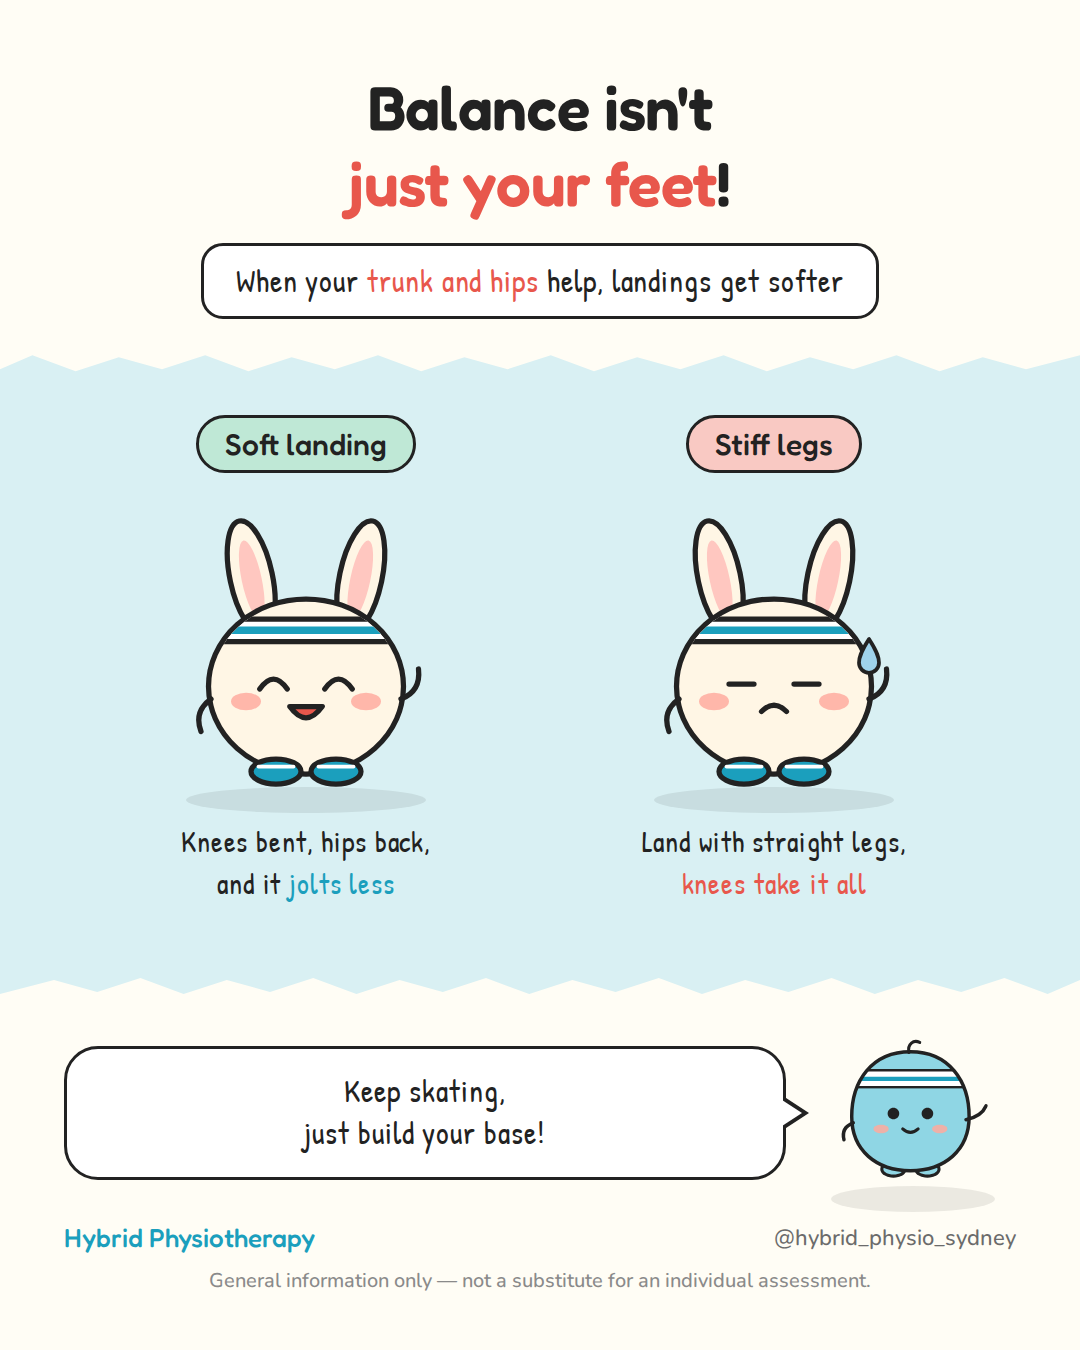 Balance isn't
just your feet!
When your trunk and hips help, landings get softer
Soft landing
Stiff legs
Knees bent, hips back,
and it jolts less
Land with straight legs,
knees take it all
Keep skating,
just build your base!
Hybrid Physiotherapy
@hybrid_physio_sydney
General information only — not a substitute for an individual assessment.